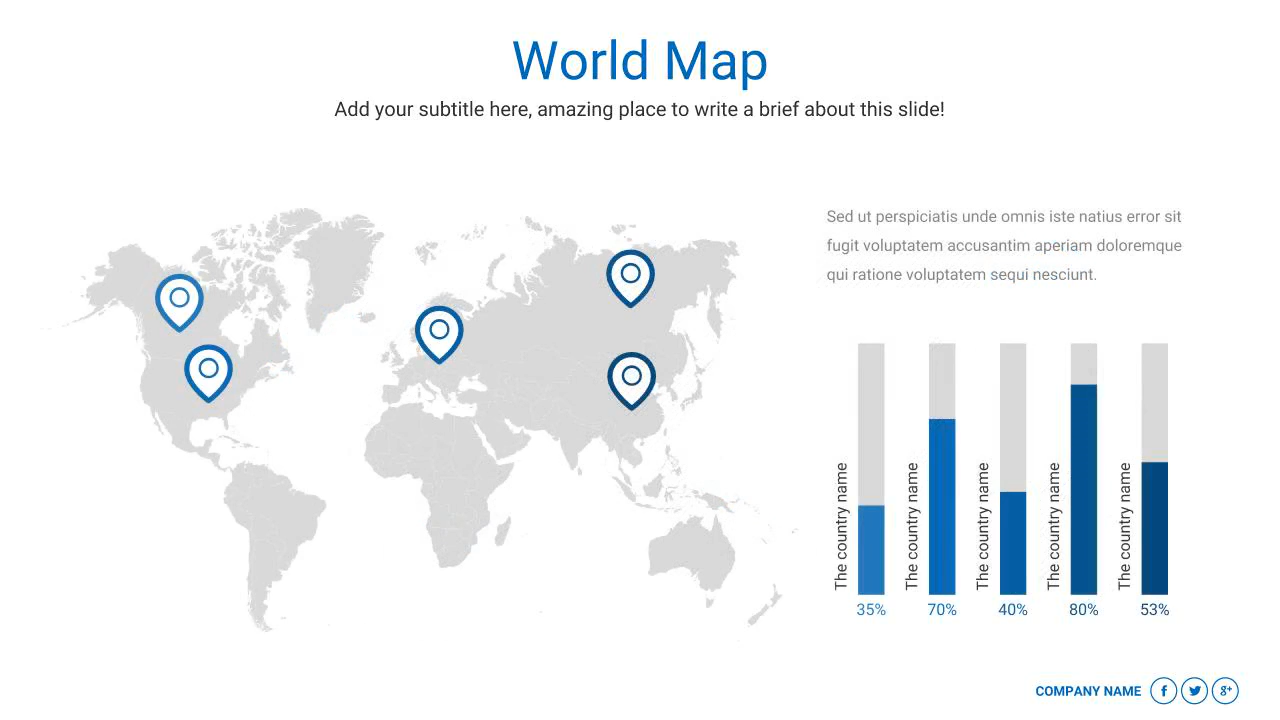 World Map
Add your subtitle here, amazing place to write a brief about this slide!
Sed ut perspiciatis unde omnis iste natius error sit
fugit voluptatem accusantim aperiam doloremque
qui ratione voluptatem sequi nesciunt.
The country name
The country name
The country name
The country name
The country name
35%
70%
40%
80%
53%
COMPANY NAME
f
g+